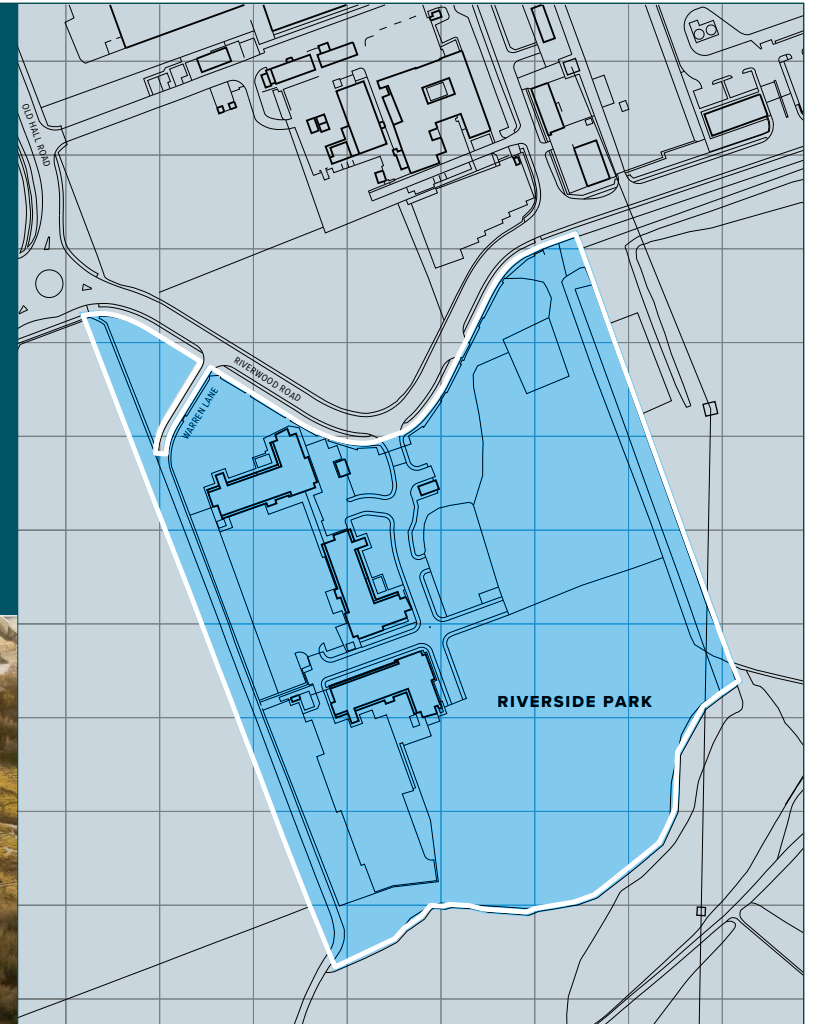 OLD HALL ROAD
RIVERWOOD ROAD
WARREN LANE
RIVERSIDE PARK